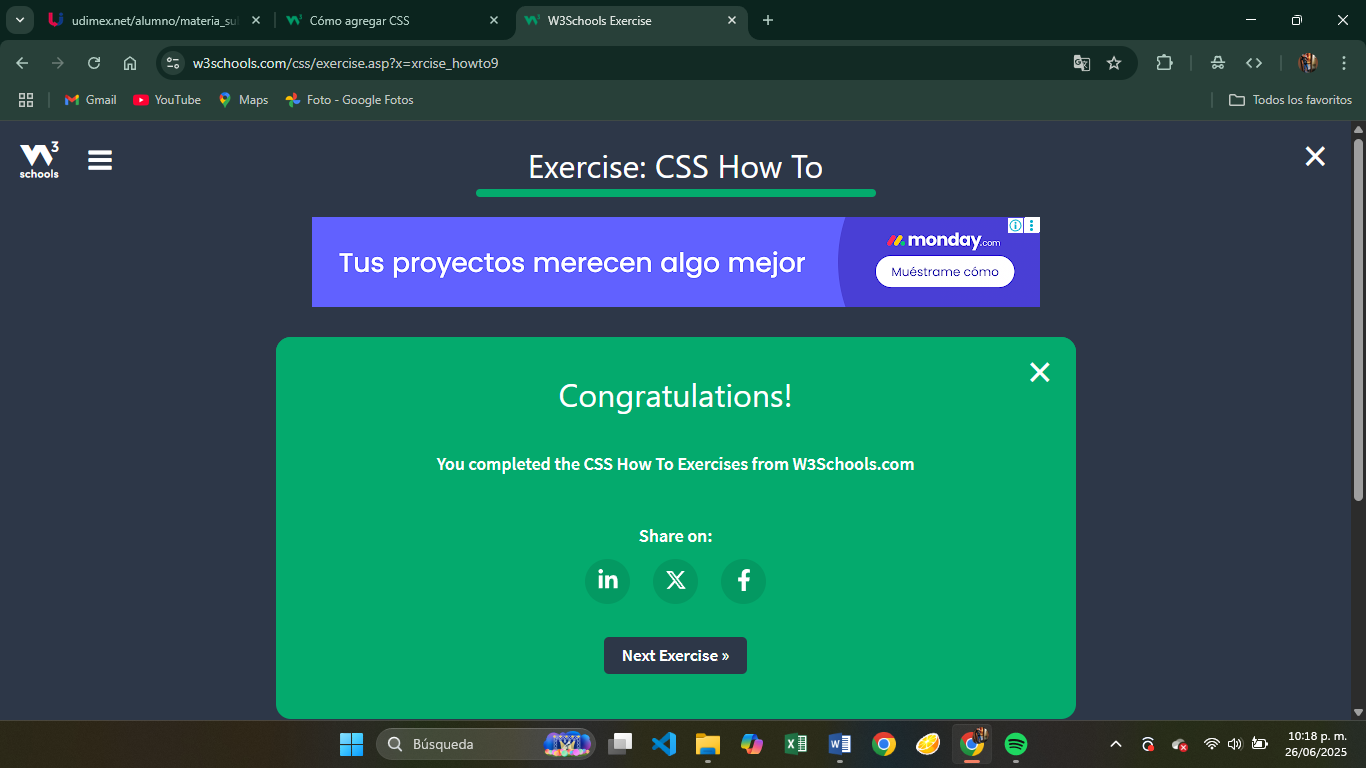 udimex.net/alumno/materia_su
Cómo agregar CSS
W3Schools Exercise
w3schools.com/css/exercise.asp?x=xrcise_howto9
Gmail
YouTube
Maps
Foto - Google Fotos
Todos los favoritos
W3
schools
Exercise: CSS How To
Tus proyectos merecen algo mejor
monday.com
Muéstrame cómo
Congratulations!
You completed the CSS How To Exercises from W3Schools.com
Share on:
in
X
f
Next Exercise »
Búsqueda
10:18 p. m.
26/06/2025